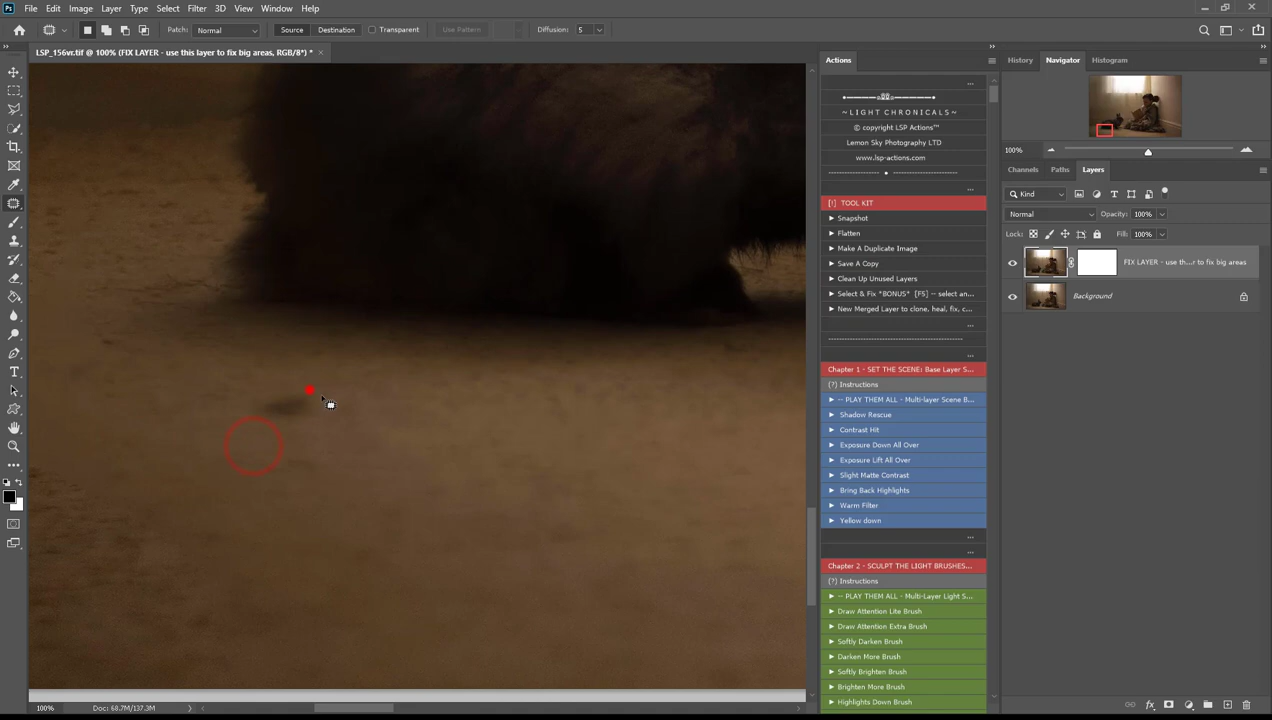 File Edit Image Layer Type Select Filter 3D View Window Help
Patch: Normal Source Destination Transparent Use Pattern Diffusion: 5
LSP_156vr.tif @ 100% (FIX LAYER - use this layer to fix big areas, RGB/8*) *
Actions
~ L I G H T C H R O N I C A L S ~
© copyright LSP Actions™
Lemon Sky Photography LTD
www.lsp-actions.com
[!] TOOL KIT
Snapshot
Flatten
Make A Duplicate Image
Save A Copy
Clean Up Unused Layers
Select & Fix *BONUS* {F5} -- select an...
New Merged Layer to clone, heal, fix, c...
Chapter 1 - SET THE SCENE: Base Layer S...
(?) Instructions
-- PLAY THEM ALL - Multi-layer Scene B...
Shadow Rescue
Contrast Hit
Exposure Down All Over
Exposure Lift All Over
Slight Matte Contrast
Bring Back Highlights
Warm Filter
Yellow down
Chapter 2 - SCULPT THE LIGHT BRUSHES...
(?) Instructions
-- PLAY THEM ALL - Multi-Layer Light S...
Draw Attention Lite Brush
Draw Attention Extra Brush
Softly Darken Brush
Darken More Brush
Softly Brighten Brush
Brighten More Brush
Highlights Down Brush
History Navigator Histogram
100%
Channels Paths Layers
Kind
Normal Opacity: 100%
Lock: Fill: 100%
FIX LAYER - use th...r to fix big areas
Background
100% Doc: 68.7M/137.3M